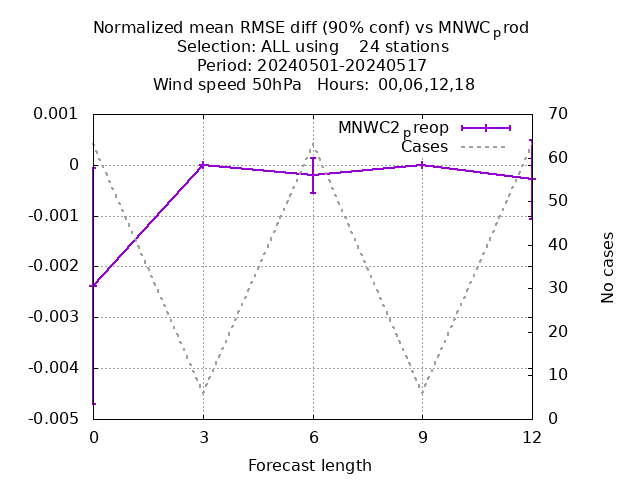 Normalized mean RMSE diff (90% conf) vs MNWCprod
Selection: ALL using    24 stations
Period: 20240501-20240517
Wind speed 50hPa   Hours:  00,06,12,18
MNWC2preop
Cases
0.001
0
-0.001
-0.002
-0.003
-0.004
-0.005
70
60
50
40
30
20
10
0
No cases
0 3 6 9 12
Forecast length